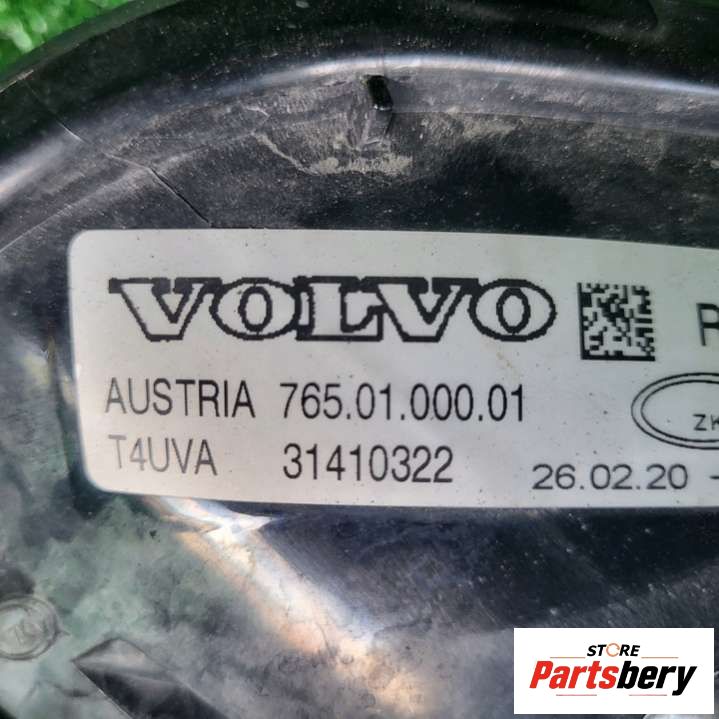 VOLVO
AUSTRIA 765.01.000.01
T4UVA 31410322 26.02.20 -
STORE
Partsbery